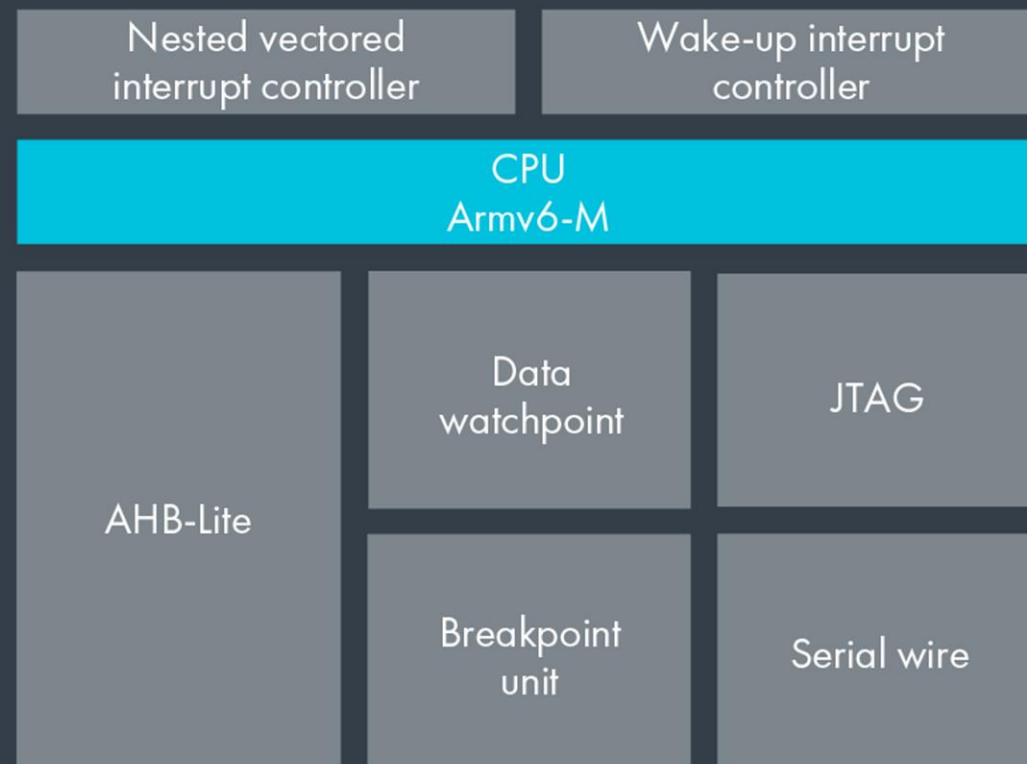 Nested vectored
interrupt controller
Wake-up interrupt
controller
CPU
Armv6-M
AHB-Lite
Data
watchpoint
JTAG
Breakpoint
unit
Serial wire